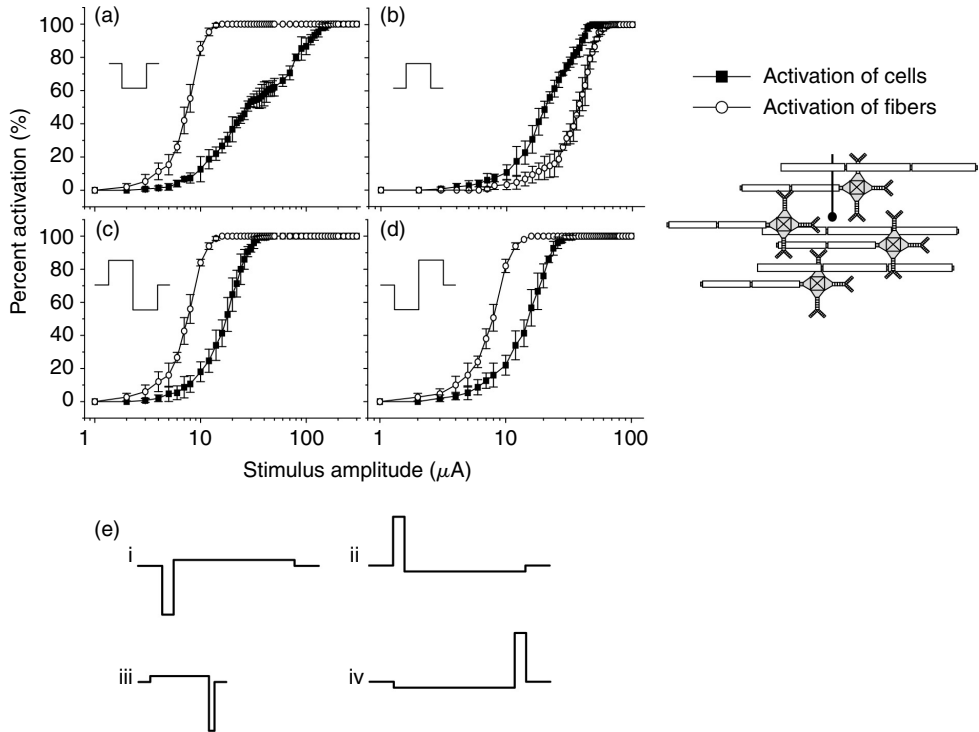 (a)
(b)
100
80
60
40
20
0
Activation of cells
Activation of fibers
(c)
(d)
100
80
60
40
20
0
Percent activation (%)
1
10
100
1
10
100
Stimulus amplitude (μA)
(e)
i
ii
iii
iv